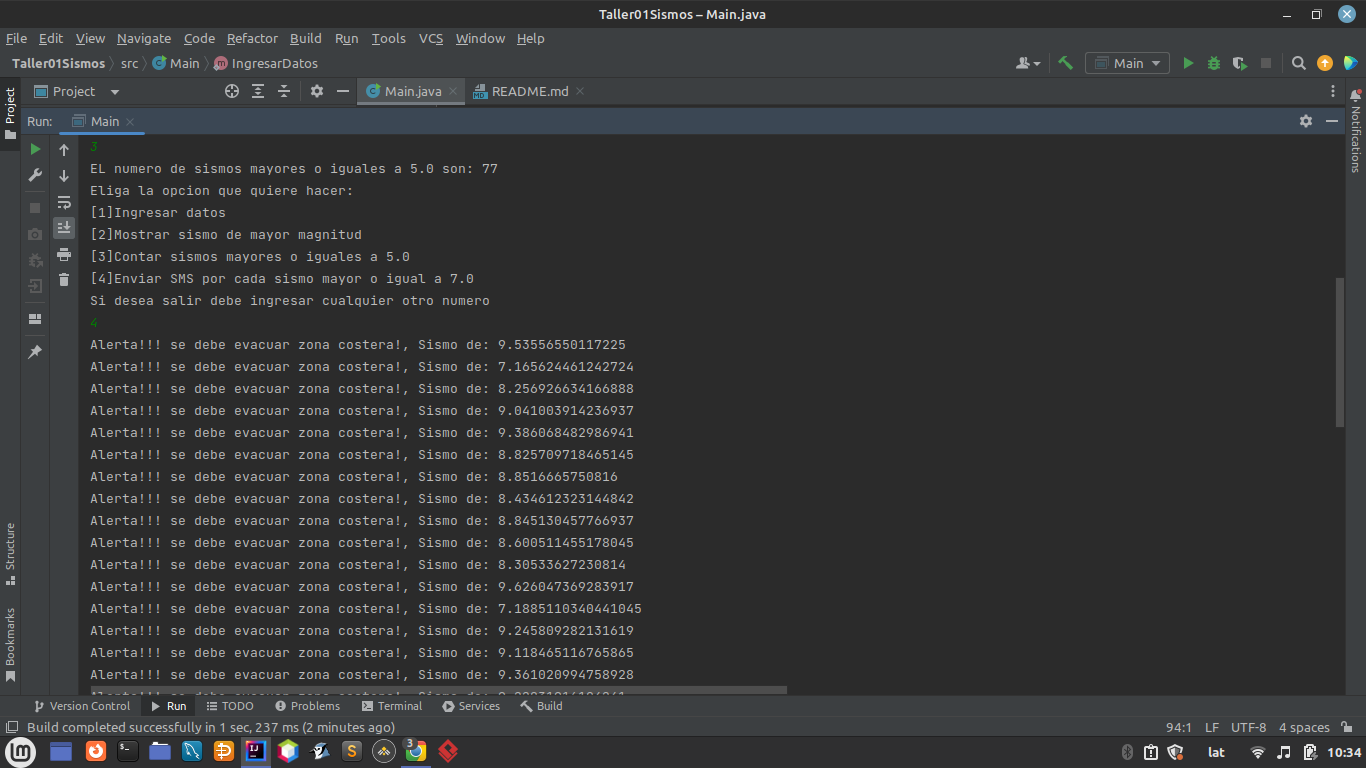 Taller01Sismos – Main.java
File Edit View Navigate Code Refactor Build Run Tools VCS Window Help
Taller01Sismos src Main IngresarDatos Main
Project Main.java README.md
Run: Main
3
EL numero de sismos mayores o iguales a 5.0 son: 77
Eliga la opcion que quiere hacer:
[1]Ingresar datos
[2]Mostrar sismo de mayor magnitud
[3]Contar sismos mayores o iguales a 5.0
[4]Enviar SMS por cada sismo mayor o igual a 7.0
Si desea salir debe ingresar cualquier otro numero
4
Alerta!!! se debe evacuar zona costera!, Sismo de: 9.53556550117225
Alerta!!! se debe evacuar zona costera!, Sismo de: 7.165624461242724
Alerta!!! se debe evacuar zona costera!, Sismo de: 8.256926634166888
Alerta!!! se debe evacuar zona costera!, Sismo de: 9.041003914236937
Alerta!!! se debe evacuar zona costera!, Sismo de: 9.386068482986941
Alerta!!! se debe evacuar zona costera!, Sismo de: 8.825709718465145
Alerta!!! se debe evacuar zona costera!, Sismo de: 8.8516665750816
Alerta!!! se debe evacuar zona costera!, Sismo de: 8.434612323144842
Alerta!!! se debe evacuar zona costera!, Sismo de: 8.845130457766937
Alerta!!! se debe evacuar zona costera!, Sismo de: 8.600511455178045
Alerta!!! se debe evacuar zona costera!, Sismo de: 8.30533627230814
Alerta!!! se debe evacuar zona costera!, Sismo de: 9.626047369283917
Alerta!!! se debe evacuar zona costera!, Sismo de: 7.1885110340441045
Alerta!!! se debe evacuar zona costera!, Sismo de: 9.245809282131619
Alerta!!! se debe evacuar zona costera!, Sismo de: 9.118465116765865
Alerta!!! se debe evacuar zona costera!, Sismo de: 9.361020994758928
Alerta!!! se debe evacuar zona costera!, Sismo de:
Project
Structure
Bookmarks
Notifications
Version Control Run TODO Problems Terminal Services Build
Build completed successfully in 1 sec, 237 ms (2 minutes ago) 94:1 LF UTF-8 4 spaces
3 lat 10:34